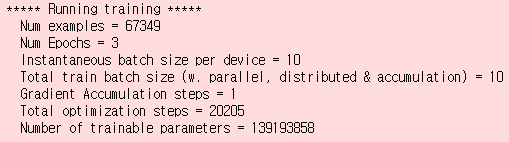 ***** Running training *****
Num examples = 67349
Num Epochs = 3
Instantaneous batch size per device = 10
Total train batch size (w. parallel, distributed & accumulation) = 10
Gradient Accumulation steps = 1
Total optimization steps = 20205
Number of trainable parameters = 139193858